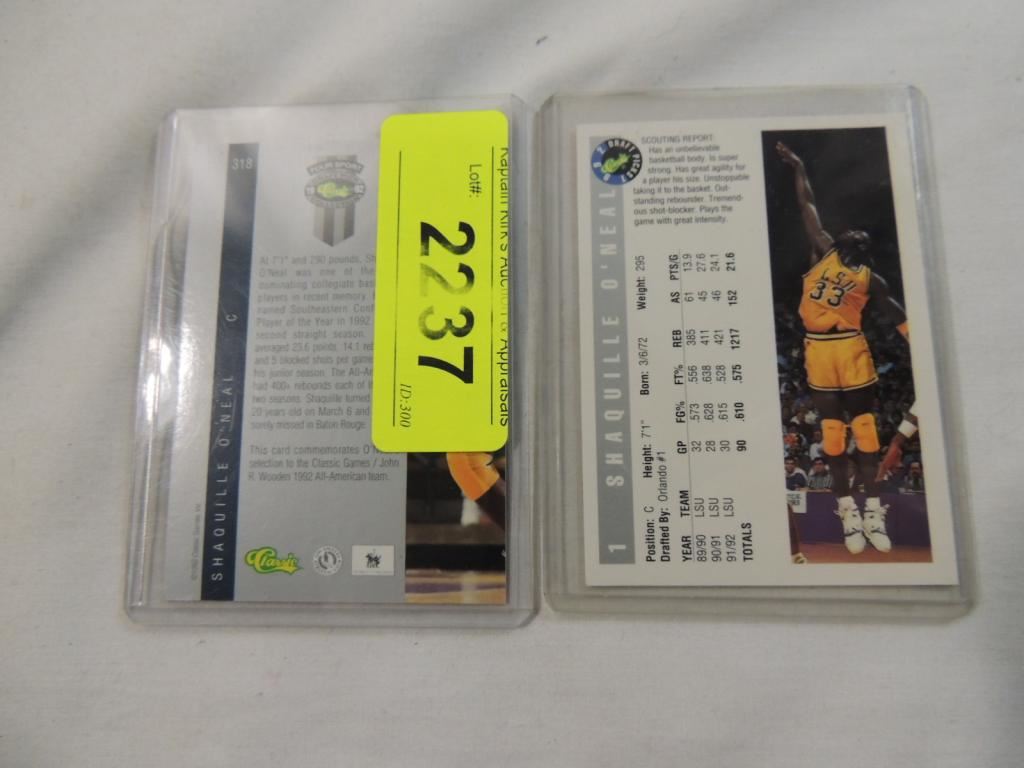 318
FOUR SPORT
19 92
Classic
SHAQUILLE O'NEAL C
At 7'1" and 290 pounds, Sh
O'Neal was one of the
dominating collegiate bas
players in recent memory.
named Southeastern Conf
Player of the Year in 1992
second straight season.
averaged 23.6 points, 14.1 reb
and 5 blocked shots per game
his junior season. The All-Am
had 400+ rebounds each of
two seasons. Shaquille turned
20 years old on March 6 and
sorely missed in Baton Rouge.
This card commemorates O'Ne
selection to the Classic Games / John
R. Wooden 1992 All-American team.
Classic
Kaptain Kirk's Auction & Appraisals
Lot#:
2237
ID:300
92 DRAFT PICKS
Classic
1 SHAQUILLE O'NEAL
SCOUTING REPORT:
Has an unbelievable
basketball body. Is super
strong. Has great agility for
a player his size. Unstoppable
taking it to the basket. Out-
standing rebounder. Tremend-
ous shot-blocker. Plays the
game with great intensity.
Position: C Height: 7'1" Born: 3/6/72 Weight: 295
Drafted By: Orlando #1
YEAR TEAM GP FG% FT% REB AS PTS/G
89/90 LSU 32 .573 .556 385 61 13.9
90/91 LSU 28 .628 .638 411 45 27.6
91/92 LSU 30 .615 .528 421 46 24.1
TOTALS 90 .610 .575 1217 152 21.6
LSU
33